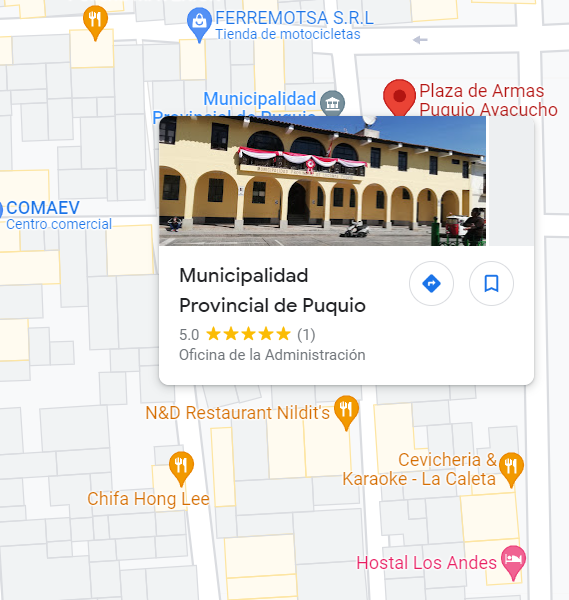 FERREMOTSA S.R.L
Tienda de motocicletas
Municipalidad
Provincial de Puquio
Plaza de Armas
Puquio Ayacucho
COMAEV
Centro comercial
Municipalidad
Provincial de Puquio
5.0 ★★★★★ (1)
Oficina de la Administración
N&D Restaurant Nildit's
Cevicheria &
Karaoke - La Caleta
Chifa Hong Lee
Hostal Los Andes